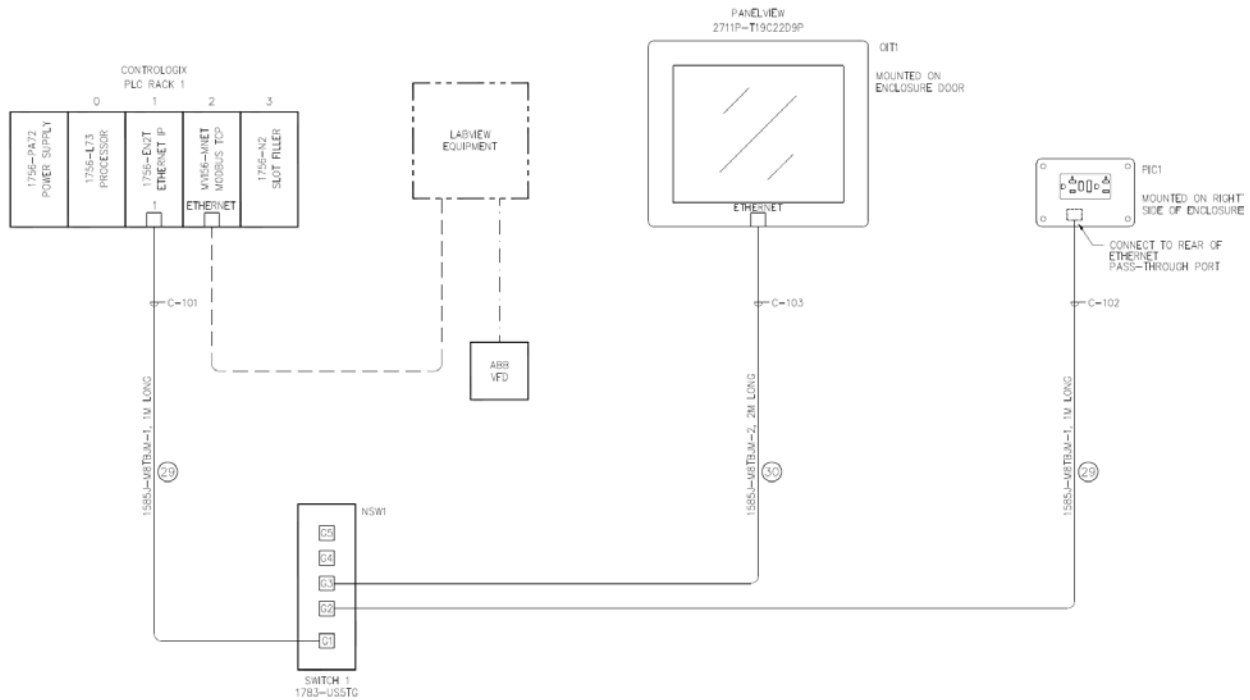 CONTROLOGIX
PLC RACK 1
0
1
2
3
1756-PA72
POWER SUPPLY
1756-L73
PROCESSOR
1756-EN2T
ETHERNET IP
1
MVI56-MNET
MODBUS TCP
ETHERNET
1756-N2
SLOT FILLER
LABVIEW
EQUIPMENT
ABB
VFD
PANELVIEW
2711P-T19C22D9P
OIT1
MOUNTED ON
ENCLOSURE DOOR
ETHERNET
PIC1
MOUNTED ON RIGHT
SIDE OF ENCLOSURE
CONNECT TO REAR OF
ETHERNET
PASS-THROUGH PORT
C-101
C-103
C-102
1585J-M8TBJM-1, 1M LONG
29
1585J-M8TBJM-2, 2M LONG
30
1585J-M8TBJM-1, 1M LONG
29
NSW1
G5
G4
G3
G2
G1
SWITCH 1
1783-US5TG